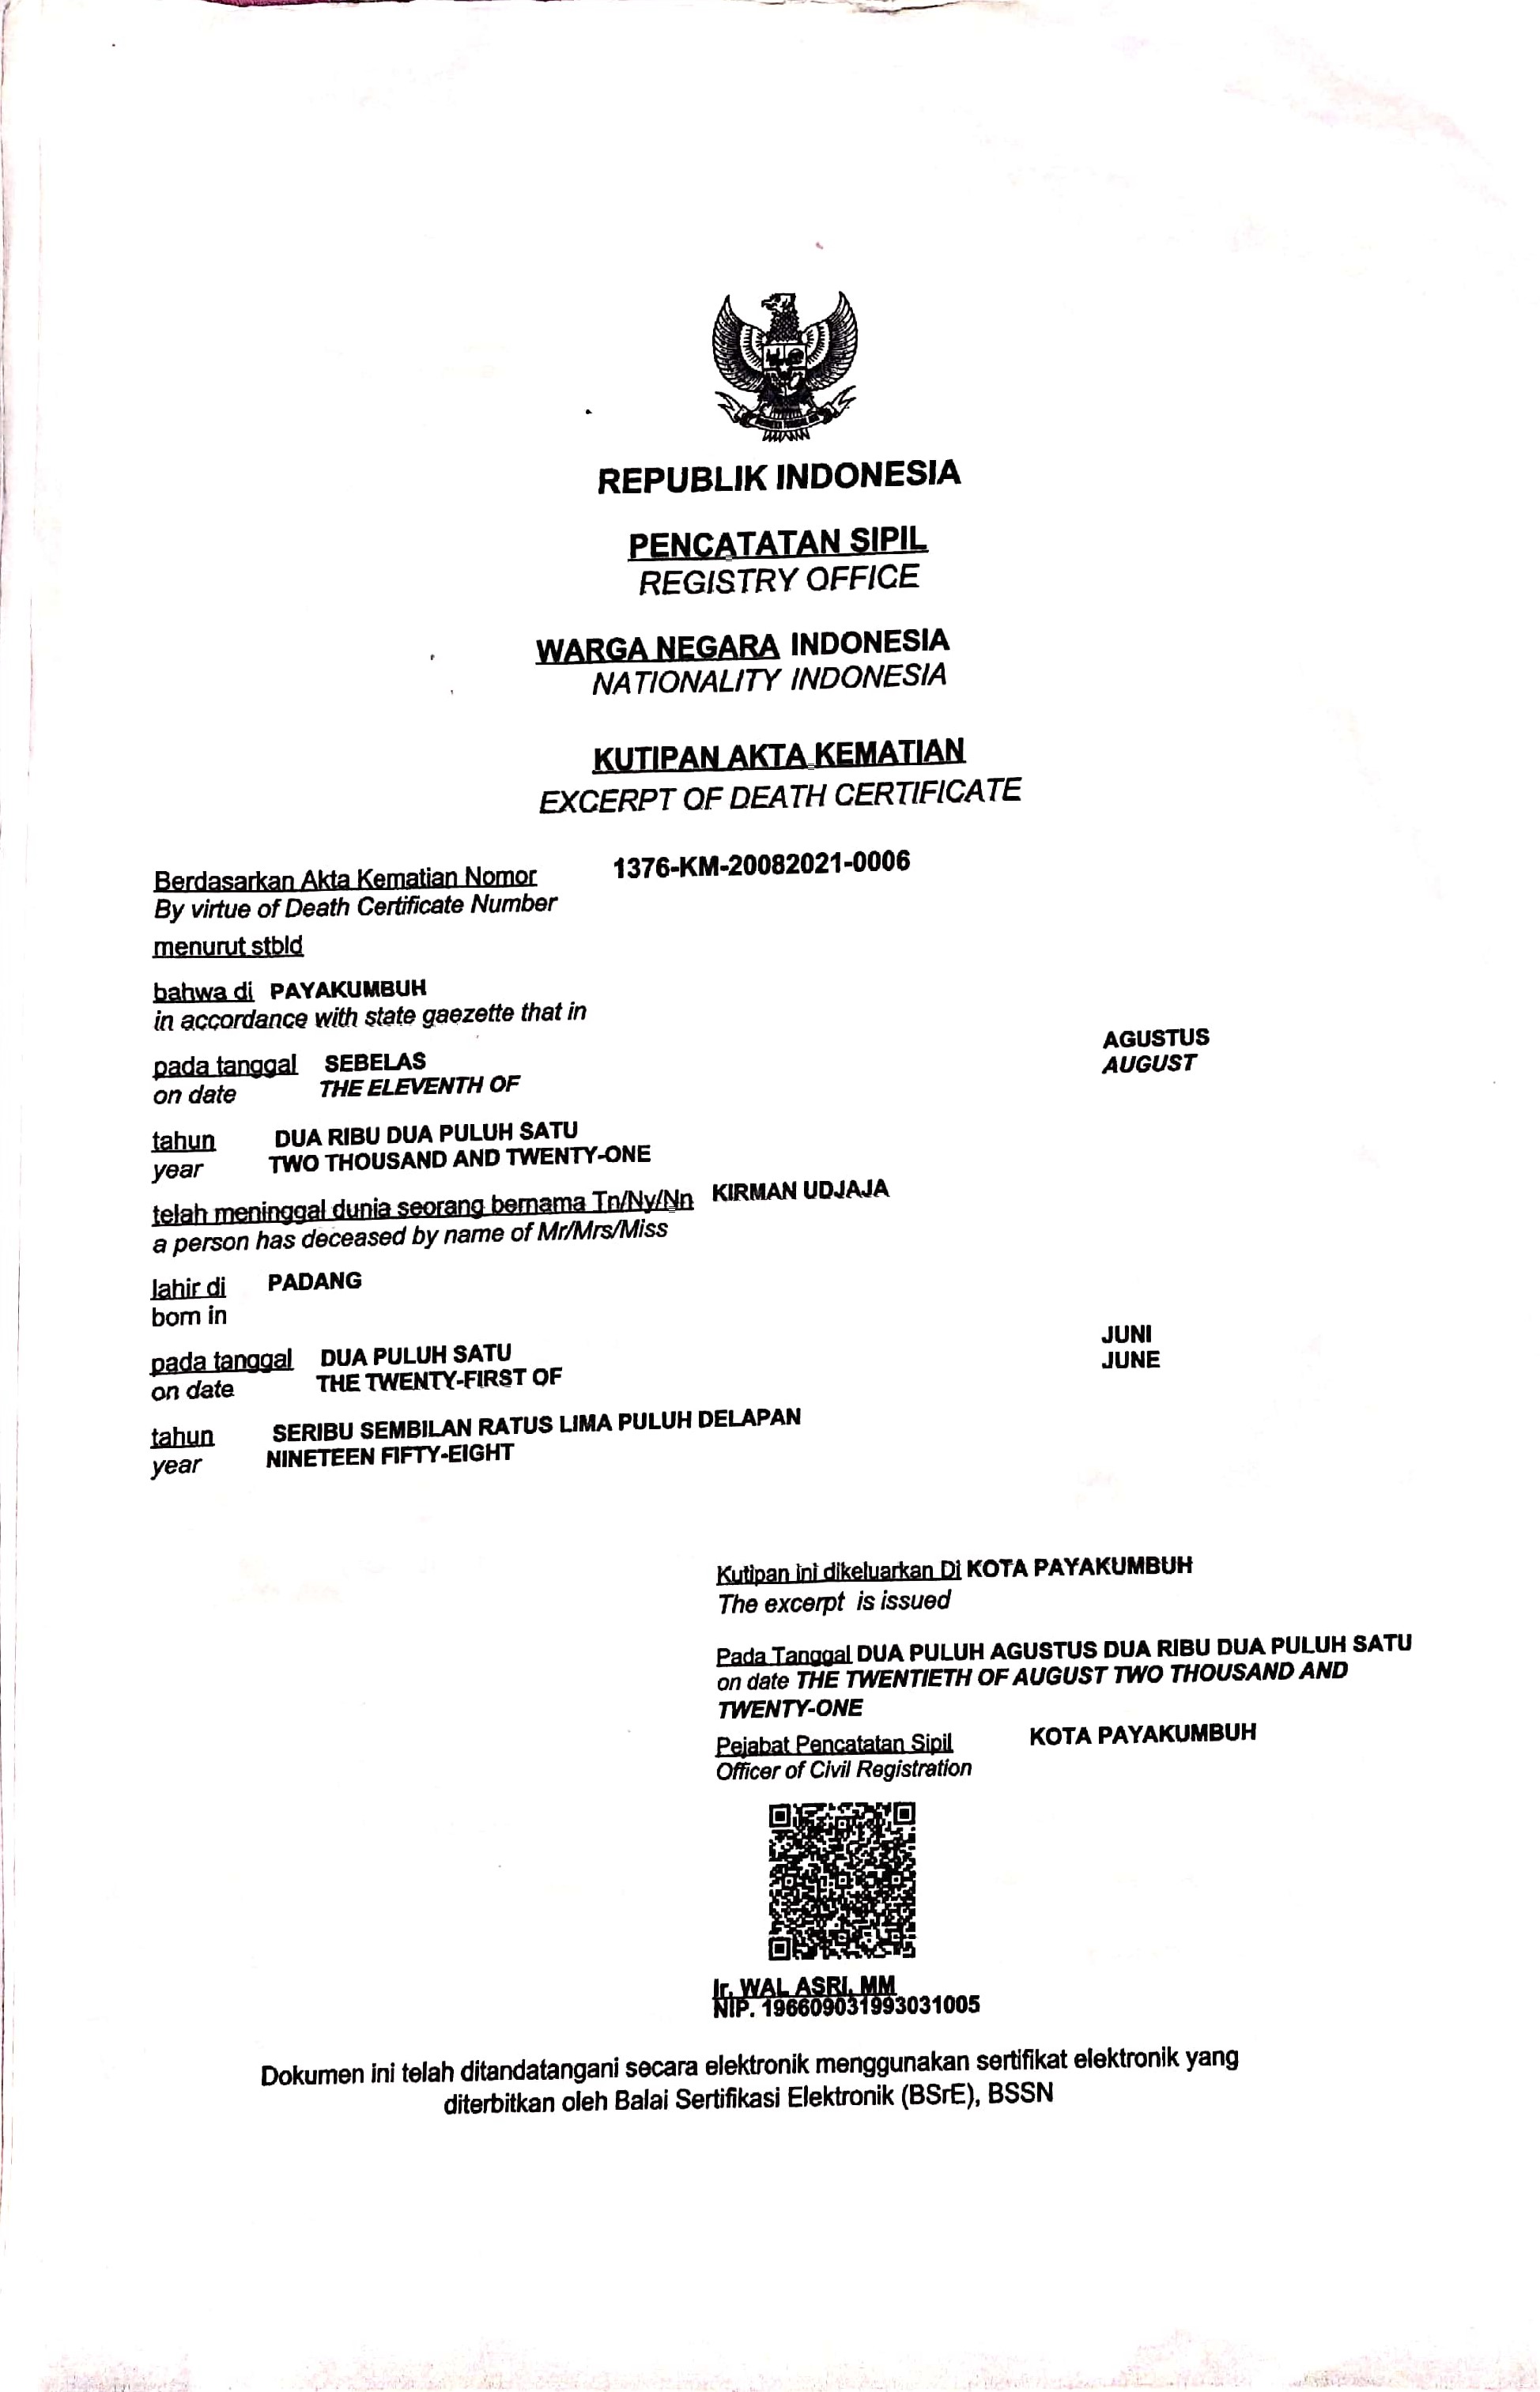 REPUBLIK INDONESIA
PENCATATAN SIPIL
REGISTRY OFFICE
WARGA NEGARA INDONESIA
NATIONALITY INDONESIA
KUTIPAN AKTA KEMATIAN
EXCERPT OF DEATH CERTIFICATE
Berdasarkan Akta Kematian Nomor 1376-KM-20082021-0006
By virtue of Death Certificate Number
menurut stbld
bahwa di PAYAKUMBUH
in accordance with state gaezette that in
pada tanggal SEBELAS AGUSTUS
on date THE ELEVENTH OF AUGUST
tahun DUA RIBU DUA PULUH SATU
year TWO THOUSAND AND TWENTY-ONE
telah meninggal dunia seorang bernama Tn/Ny/Nn KIRMAN UDJAJA
a person has deceased by name of Mr/Mrs/Miss
lahir di PADANG
born in
pada tanggal DUA PULUH SATU JUNI
on date THE TWENTY-FIRST OF JUNE
tahun SERIBU SEMBILAN RATUS LIMA PULUH DELAPAN
year NINETEEN FIFTY-EIGHT
Kutipan ini dikeluarkan Di KOTA PAYAKUMBUH
The excerpt is issued
Pada Tanggal DUA PULUH AGUSTUS DUA RIBU DUA PULUH SATU
on date THE TWENTIETH OF AUGUST TWO THOUSAND AND
TWENTY-ONE
Pejabat Pencatatan Sipil KOTA PAYAKUMBUH
Officer of Civil Registration
Ir. WAL ASRI, MM
NIP. 196609031993031005
Dokumen ini telah ditandatangani secara elektronik menggunakan sertifikat elektronik yang
diterbitkan oleh Balai Sertifikasi Elektronik (BSrE), BSSN